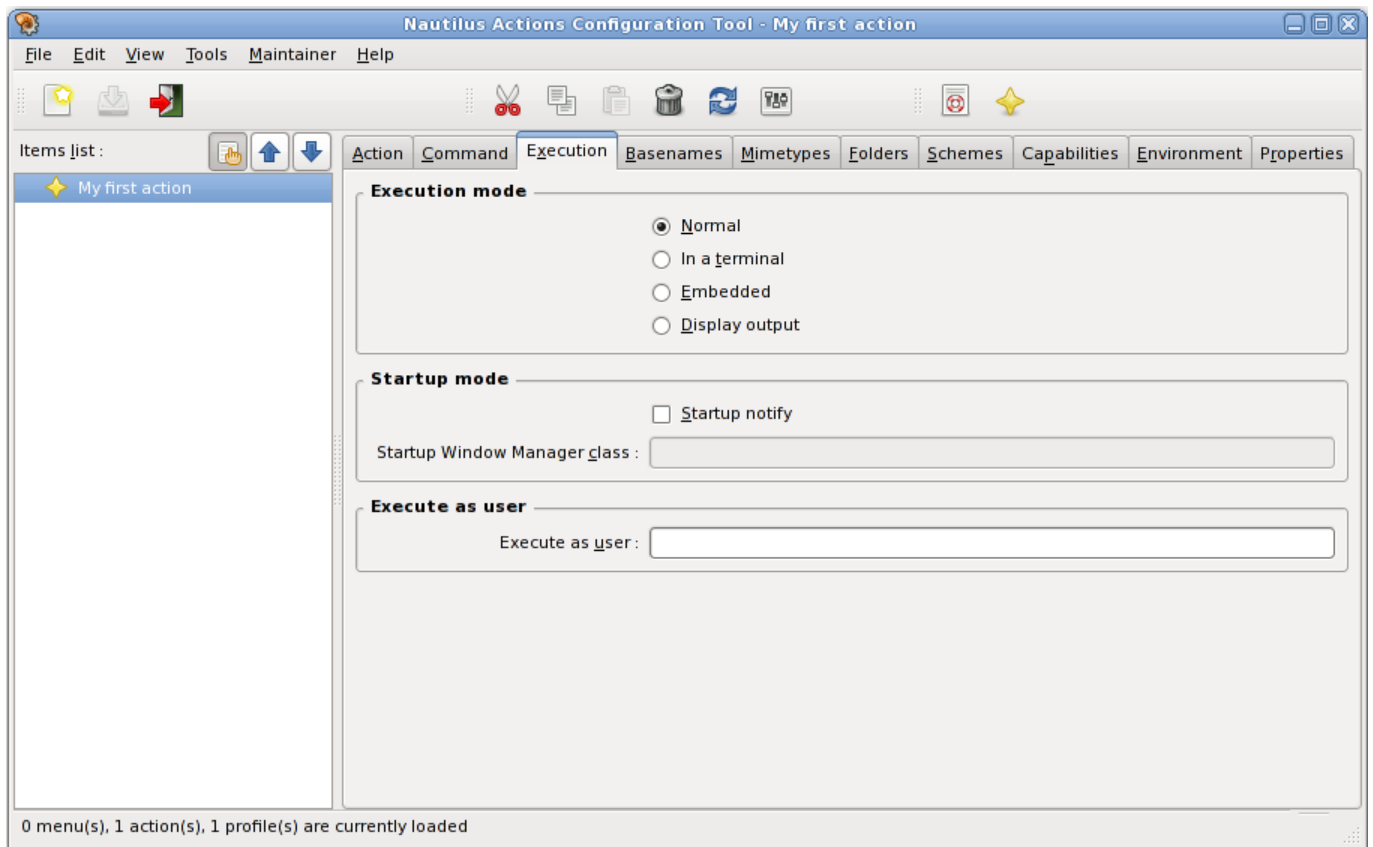 Nautilus Actions Configuration Tool - My first action
File Edit View Tools Maintainer Help
Items list :
Action Command Execution Basenames Mimetypes Folders Schemes Capabilities Environment Properties
My first action
Execution mode
Normal
In a terminal
Embedded
Display output
Startup mode
Startup notify
Startup Window Manager class :
Execute as user
Execute as user :
0 menu(s), 1 action(s), 1 profile(s) are currently loaded